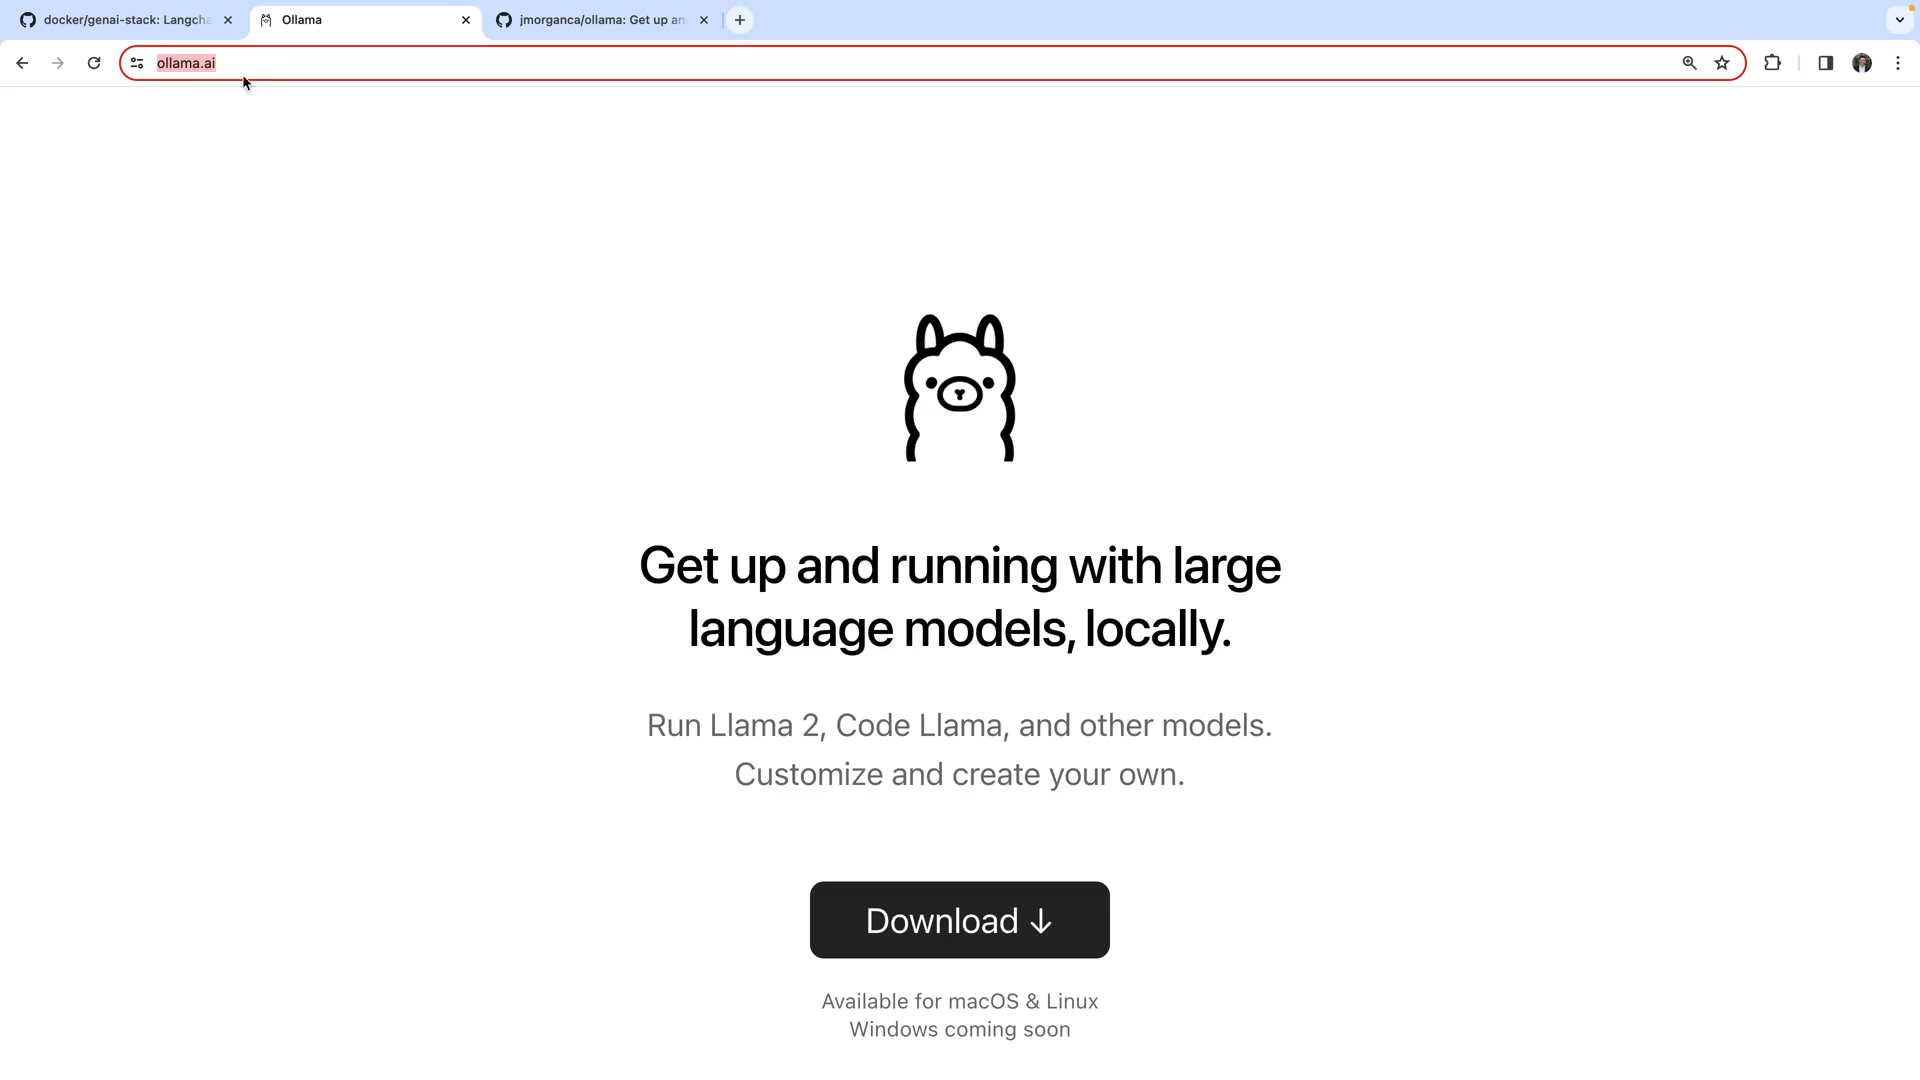 docker/genai-stack: Langcha
Ollama
jmorganca/ollama: Get up an
ollama.ai
Get up and running with large
language models, locally.
Run Llama 2, Code Llama, and other models.
Customize and create your own.
Download ↓
Available for macOS & Linux
Windows coming soon